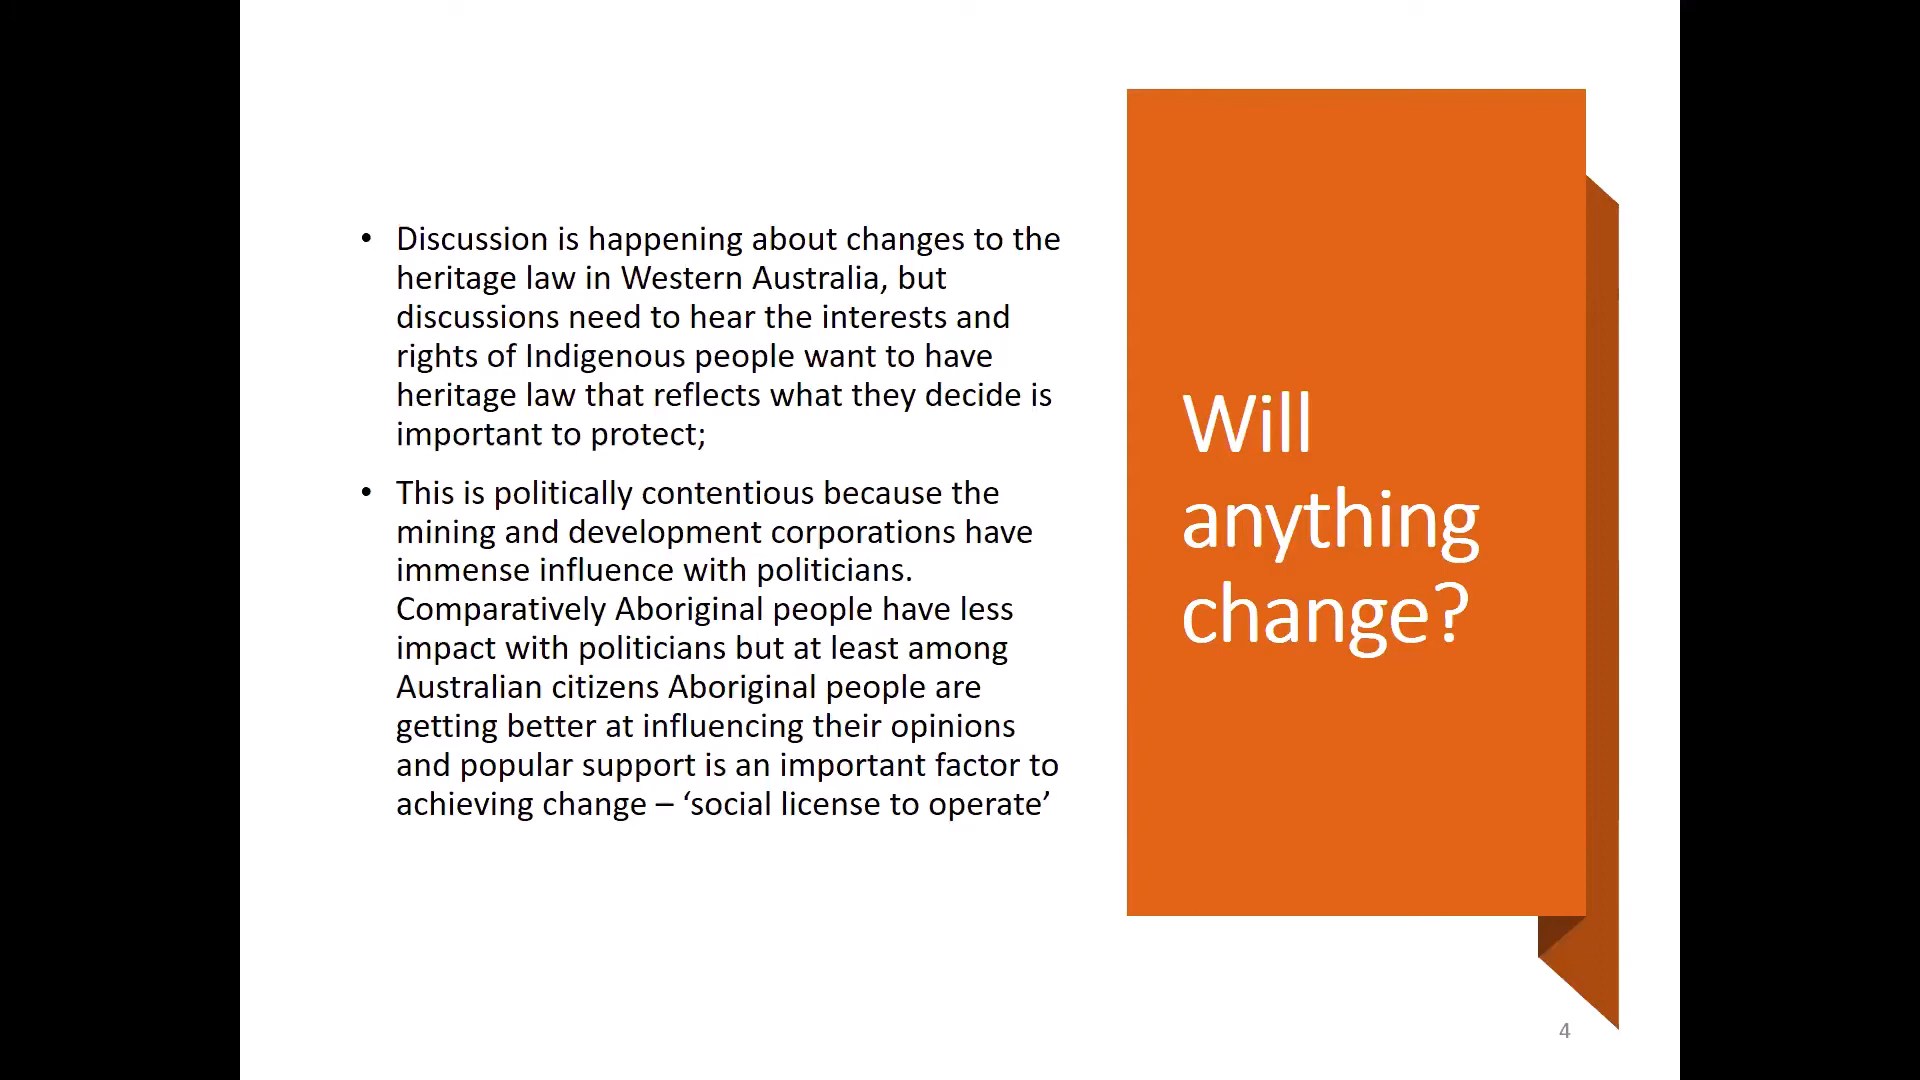 • Discussion is happening about changes to the
heritage law in Western Australia, but
discussions need to hear the interests and
rights of Indigenous people want to have
heritage law that reflects what they decide is
important to protect;
• This is politically contentious because the
mining and development corporations have
immense influence with politicians.
Comparatively Aboriginal people have less
impact with politicians but at least among
Australian citizens Aboriginal people are
getting better at influencing their opinions
and popular support is an important factor to
achieving change – ‘social license to operate’
Will
anything
change?
4